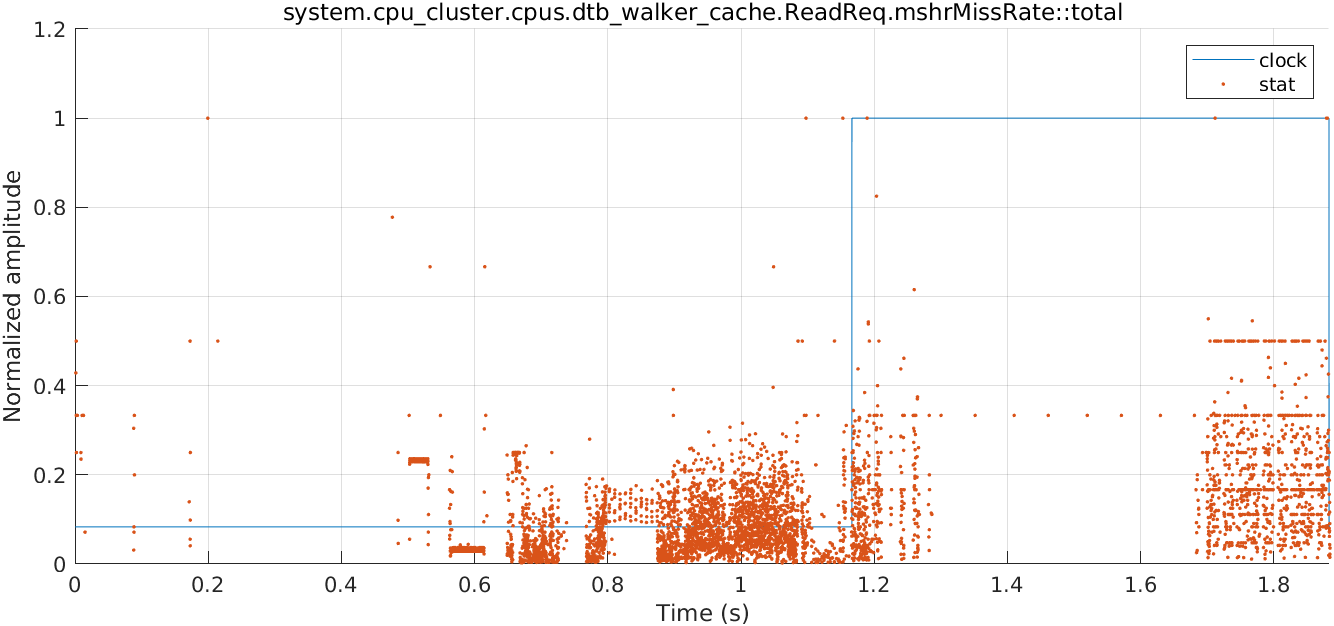 system.cpu_cluster.cpus.dtb_walker_cache.ReadReq.mshrMissRate::total
1.2
1
0.8
0.6
0.4
0.2
0
Normalized amplitude
clock
stat
0 0.2 0.4 0.6 0.8 1 1.2 1.4 1.6 1.8
Time (s)